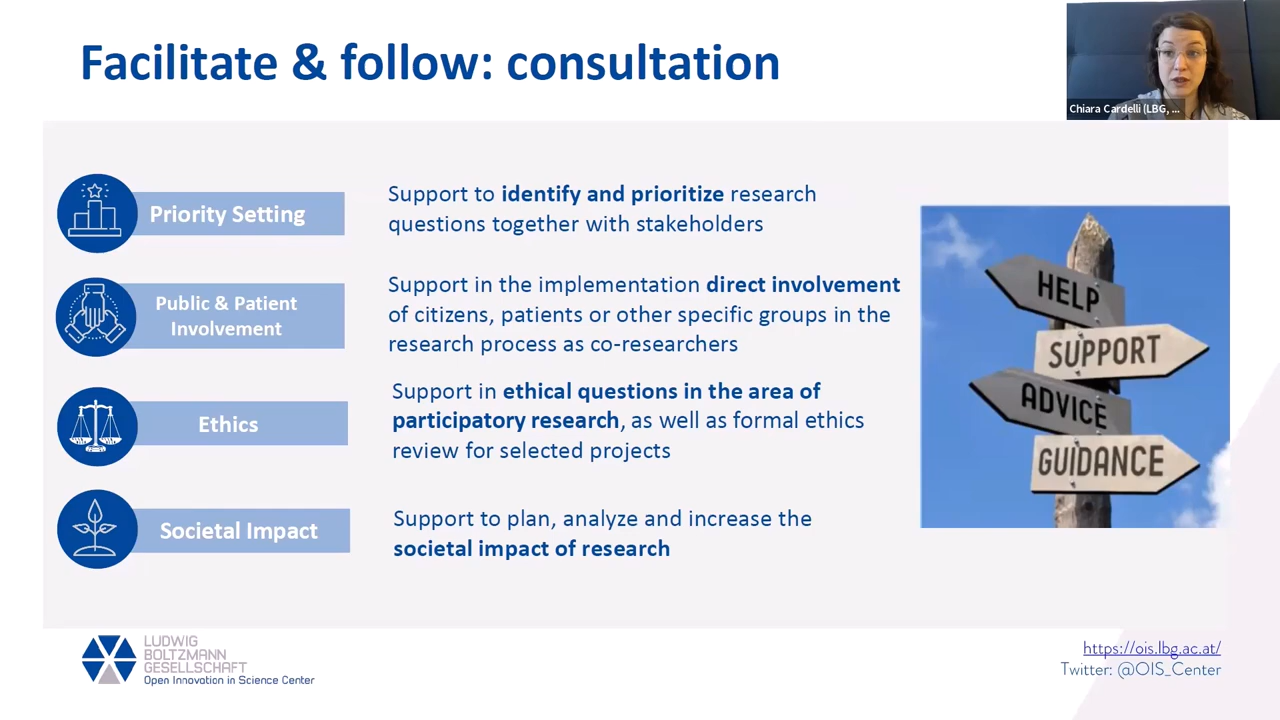 Facilitate & follow: consultation
Chiara Cardelli (LBG, ...
Priority Setting
Support to identify and prioritize research
questions together with stakeholders
Public & Patient
Involvement
Support in the implementation direct involvement
of citizens, patients or other specific groups in the
research process as co-researchers
Ethics
Support in ethical questions in the area of
participatory research, as well as formal ethics
review for selected projects
Societal Impact
Support to plan, analyze and increase the
societal impact of research
HELP
SUPPORT
ADVICE
GUIDANCE
LUDWIG
BOLTZMANN
GESELLSCHAFT
Open Innovation in Science Center
https://ois.lbg.ac.at/
Twitter: @OIS_Center